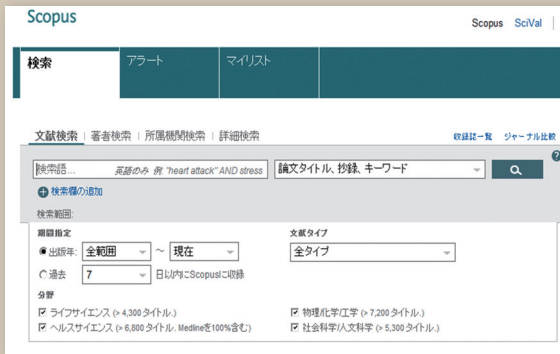 Scopus
Scopus SciVal
検索 アラート マイリスト
文献検索 | 著者検索 | 所属機関検索 | 詳細検索 収録誌一覧 ジャーナル比較
検索語... 英語のみ 例. "heart attack" AND stress 論文タイトル、抄録、キーワード
検索欄の追加
検索範囲:
期間指定 文献タイプ
出版年: 全範囲 ～ 現在 全タイプ
過去 7 日以内にScopusに収録
分野
ライフサイエンス (> 4,300 タイトル.) 物理/化学/工学 (> 7,200 タイトル.)
ヘルスサイエンス (> 6,800 タイトル. Medlineを100%含む) 社会科学/人文科学 (> 5,300 タイトル.)